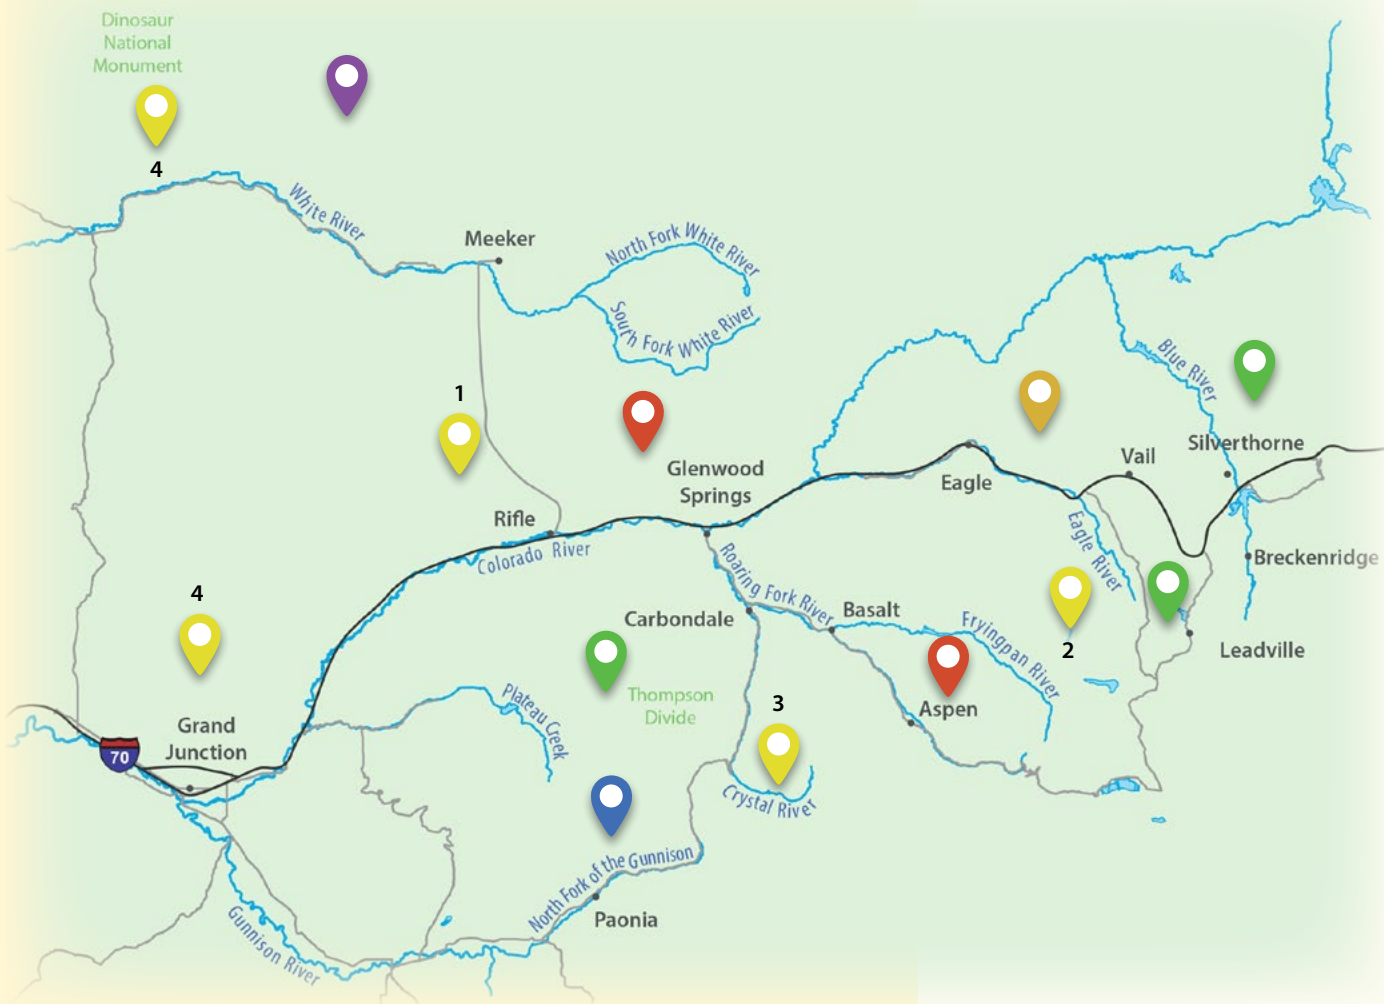 Dinosaur
National
Monument
4
White River
Meeker
North Fork White River
South Fork White River
1
Blue River
Silverthorne
Vail
Glenwood
Springs
Eagle
Rifle
Colorado River
Eagle River
Breckenridge
Roaring Fork River
4
Carbondale
Basalt
Fryingpan River
2
Leadville
Thompson
Divide
Plateau Creek
3
Aspen
Grand
Junction
70
Crystal River
North Fork of the Gunnison
Paonia
Gunnison River